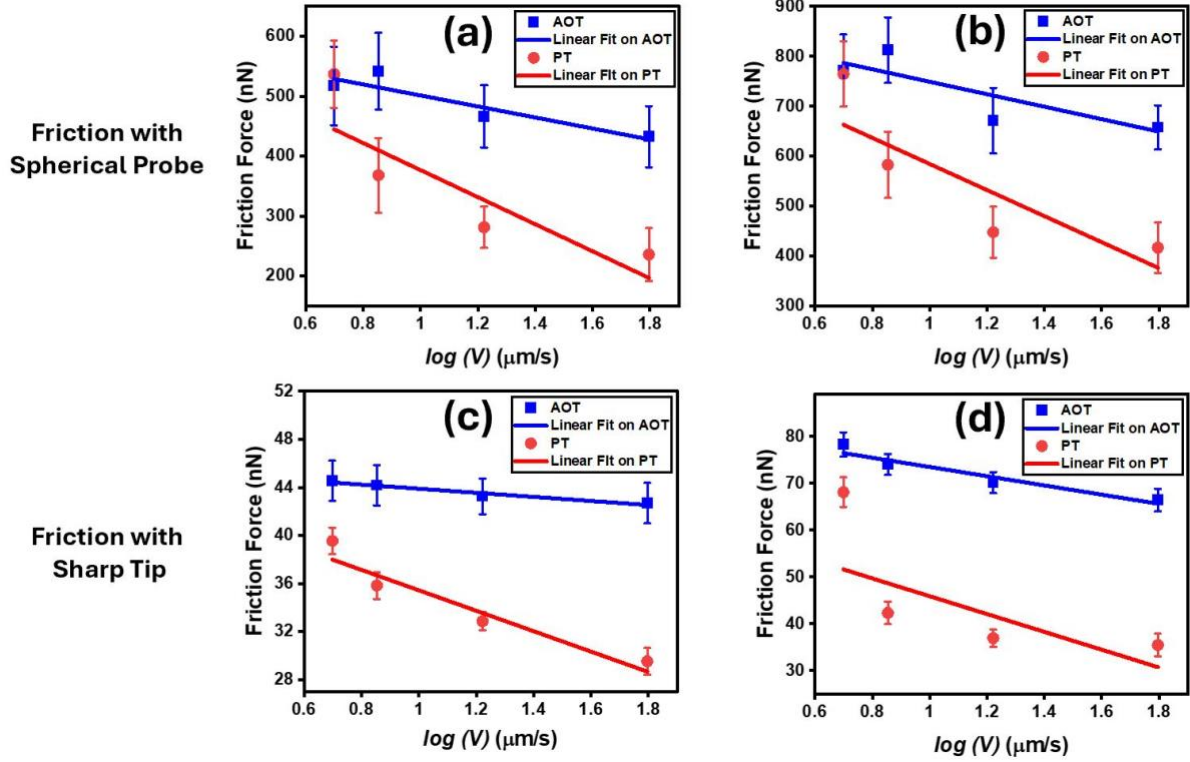 Friction with
Spherical Probe
(a)
AOT
Linear Fit on AOT
PT
Linear Fit on PT
Friction Force (nN)
600
500
400
300
200
0.6 0.8 1 1.2 1.4 1.6 1.8
log (V) (μm/s)
(b)
AOT
Linear Fit on AOT
PT
Linear Fit on PT
Friction Force (nN)
900
800
700
600
500
400
300
0.6 0.8 1 1.2 1.4 1.6 1.8
log (V) (μm/s)
Friction with
Sharp Tip
(c)
AOT
Linear Fit on AOT
PT
Linear Fit on PT
Friction Force (nN)
52
48
44
40
36
32
28
0.6 0.8 1 1.2 1.4 1.6 1.8
log (V) (μm/s)
(d)
AOT
Linear Fit on AOT
PT
Linear Fit on PT
Friction Force (nN)
80
70
60
50
40
30
0.6 0.8 1 1.2 1.4 1.6 1.8
log (V) (μm/s)